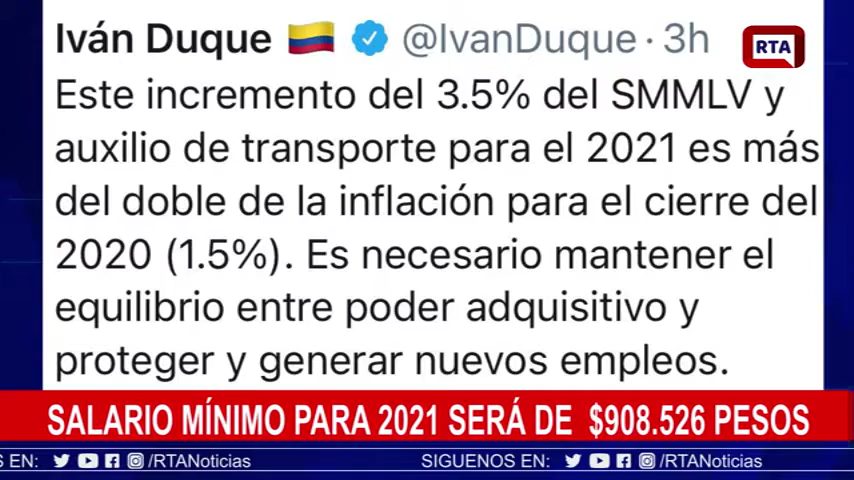 Iván Duque 🇨🇴 @IvanDuque · 3h
RTA
Este incremento del 3.5% del SMMLV y
auxilio de transporte para el 2021 es más
del doble de la inflación para el cierre del
2020 (1.5%). Es necesario mantener el
equilibrio entre poder adquisitivo y
proteger y generar nuevos empleos.
SALARIO MÍNIMO PARA 2021 SERÁ DE $908.526 PESOS
S EN: /RTANoticias SIGUENOS EN: /RTANoticias